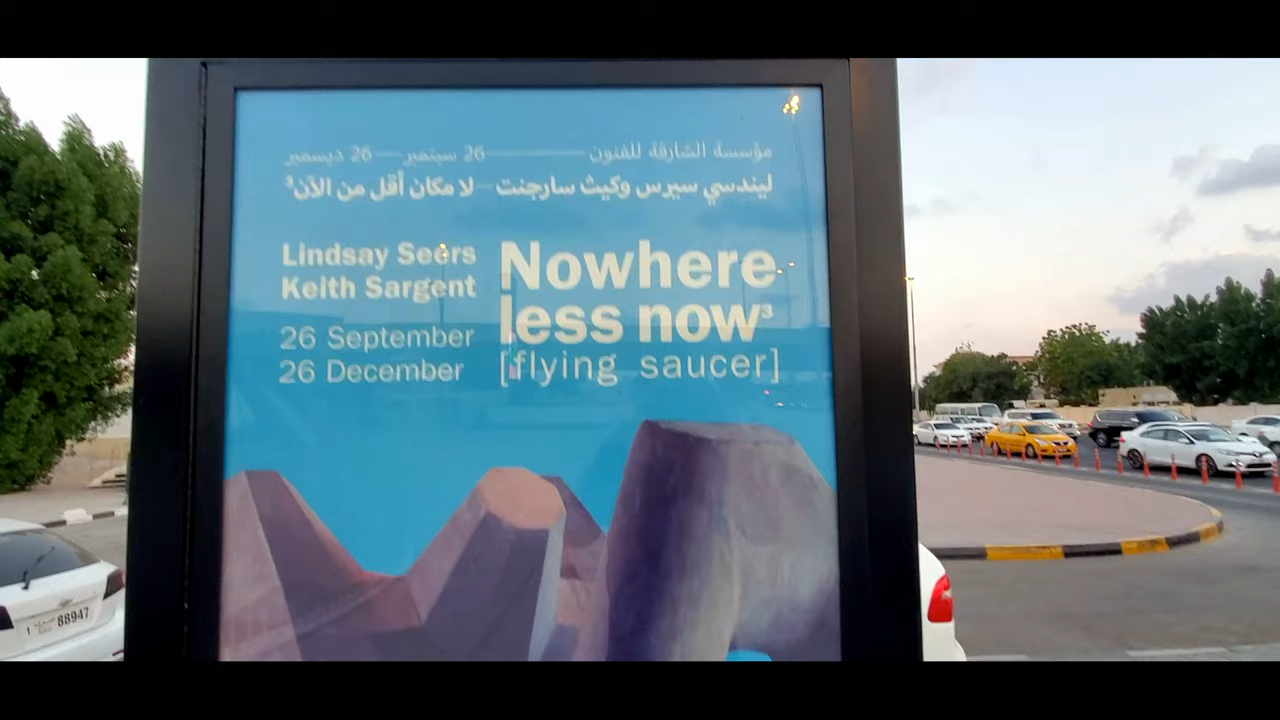 مؤسسة الشارقة للفنون — 26 سبتمبر — 26 ديسمبر
ليندسي سيرس وكيث سارجنت — لا مكان أقل من الآن³
Lindsay Seers
Keith Sargent
26 September
26 December
Nowhere
less now³
[flying saucer]
1 88947